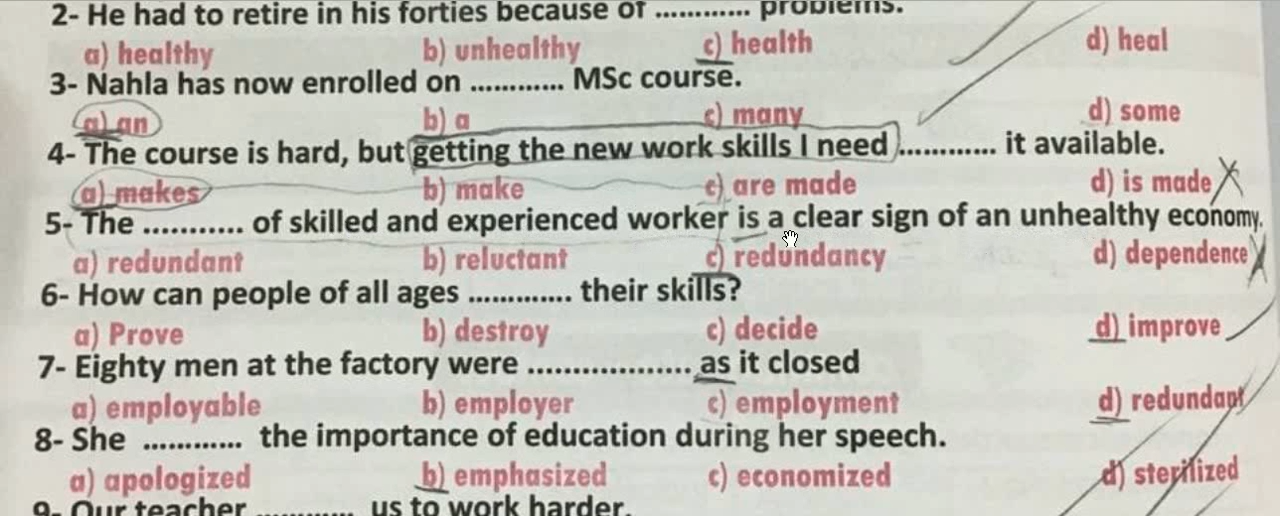 2- He had to retire in his forties because of ............ problems.
a) healthy b) unhealthy c) health d) heal
3- Nahla has now enrolled on ............ MSc course.
a) an b) a c) many d) some
4- The course is hard, but getting the new work skills I need ............ it available.
a) makes b) make c) are made d) is made
5- The ........... of skilled and experienced worker is a clear sign of an unhealthy economy.
a) redundant b) reluctant c) redundancy d) dependence
6- How can people of all ages ............. their skills?
a) Prove b) destroy c) decide d) improve
7- Eighty men at the factory were ................... as it closed
a) employable b) employer c) employment d) redundant
8- She ............ the importance of education during her speech.
a) apologized b) emphasized c) economized d) sterilized
9- Our teacher ............ us to work harder.